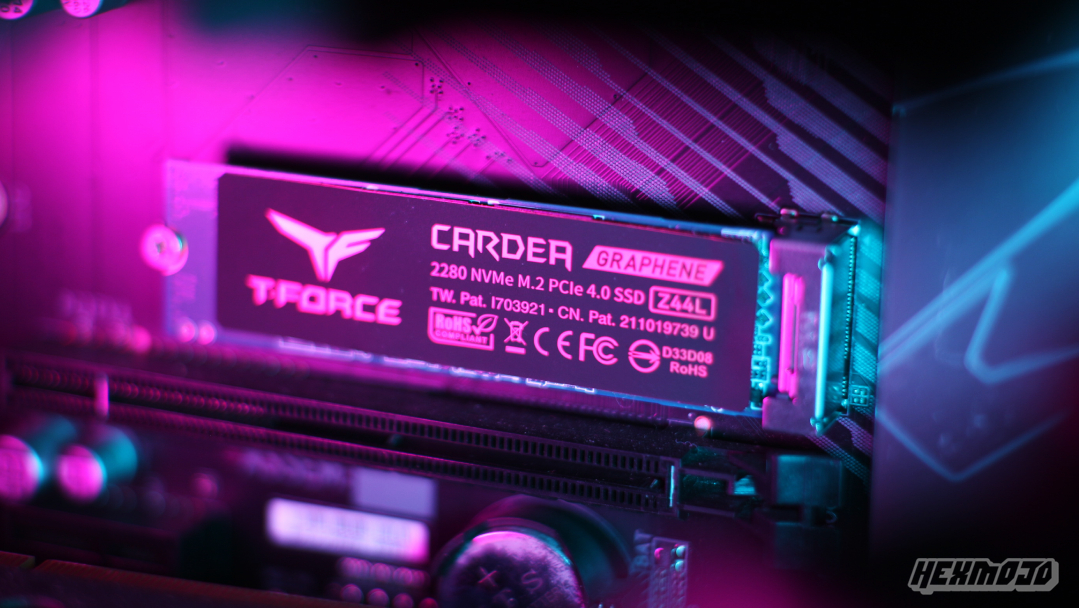 T-FORCE
CARDEA GRAPHENE
2280 NVMe M.2 PCIe 4.0 SSD Z44L
TW. Pat. I703921 • CN. Pat. 211019739 U
RoHS
COMPLIANT
CE FC
D33D08
RoHS
HEXMOJO